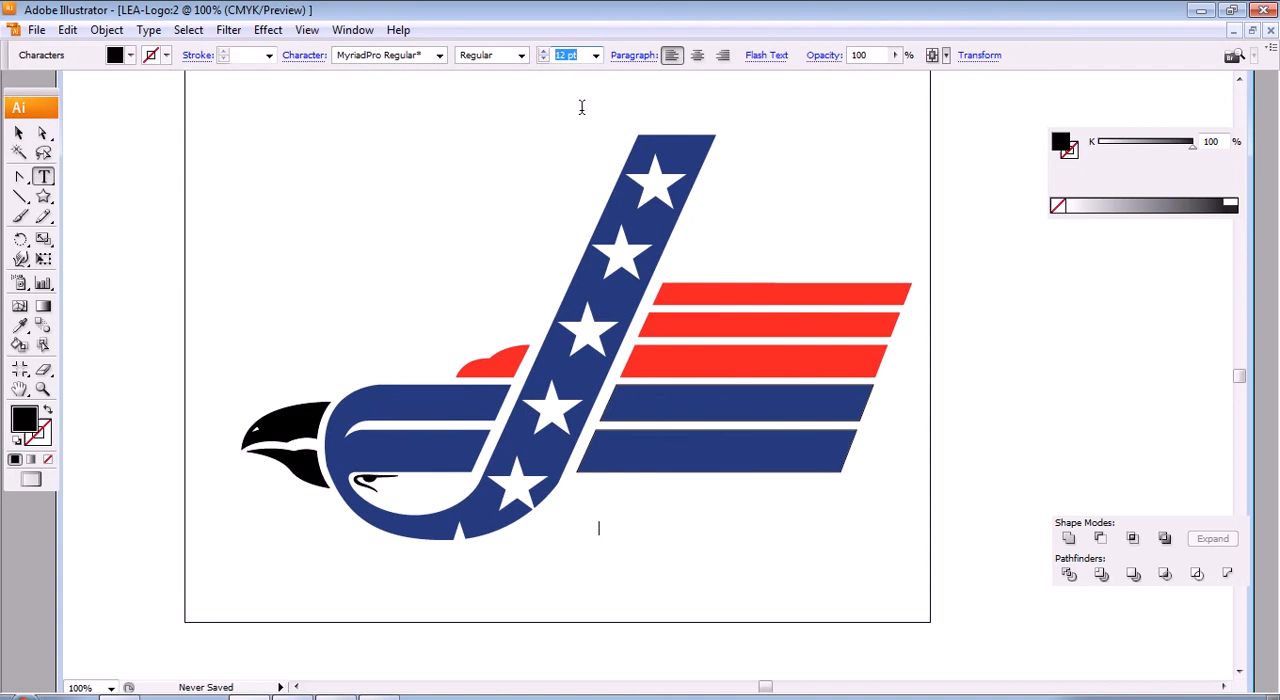 Adobe Illustrator - [LEA-Logo:2 @ 100% (CMYK/Preview) ]
File Edit Object Type Select Filter Effect View Window Help
Characters Stroke: Character: MyriadPro Regular* Regular 12 pt Paragraph: Flash Text Opacity: 100 % Transform
Ai
K 100 %
T
Shape Modes:
Expand
Pathfinders:
100% Never Saved